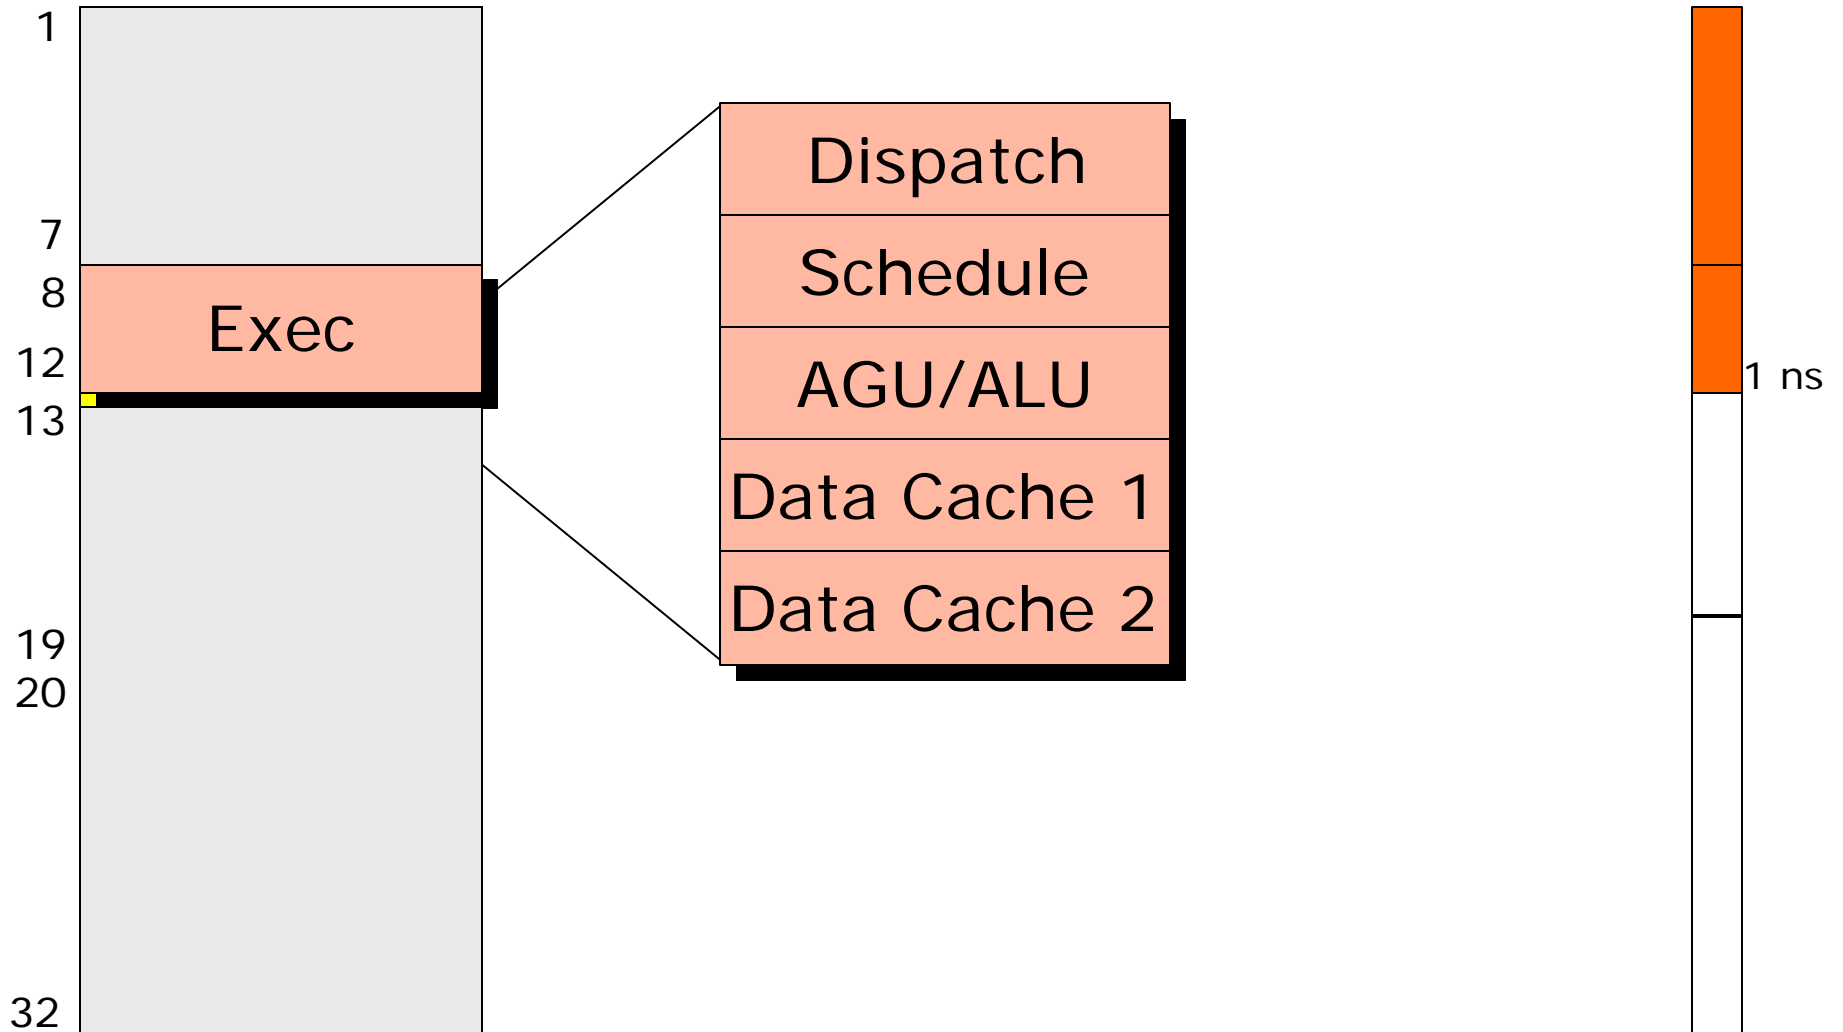 1
7
8
12
13
19
20
32
Exec
Dispatch
Schedule
AGU/ALU
Data Cache 1
Data Cache 2
1 ns